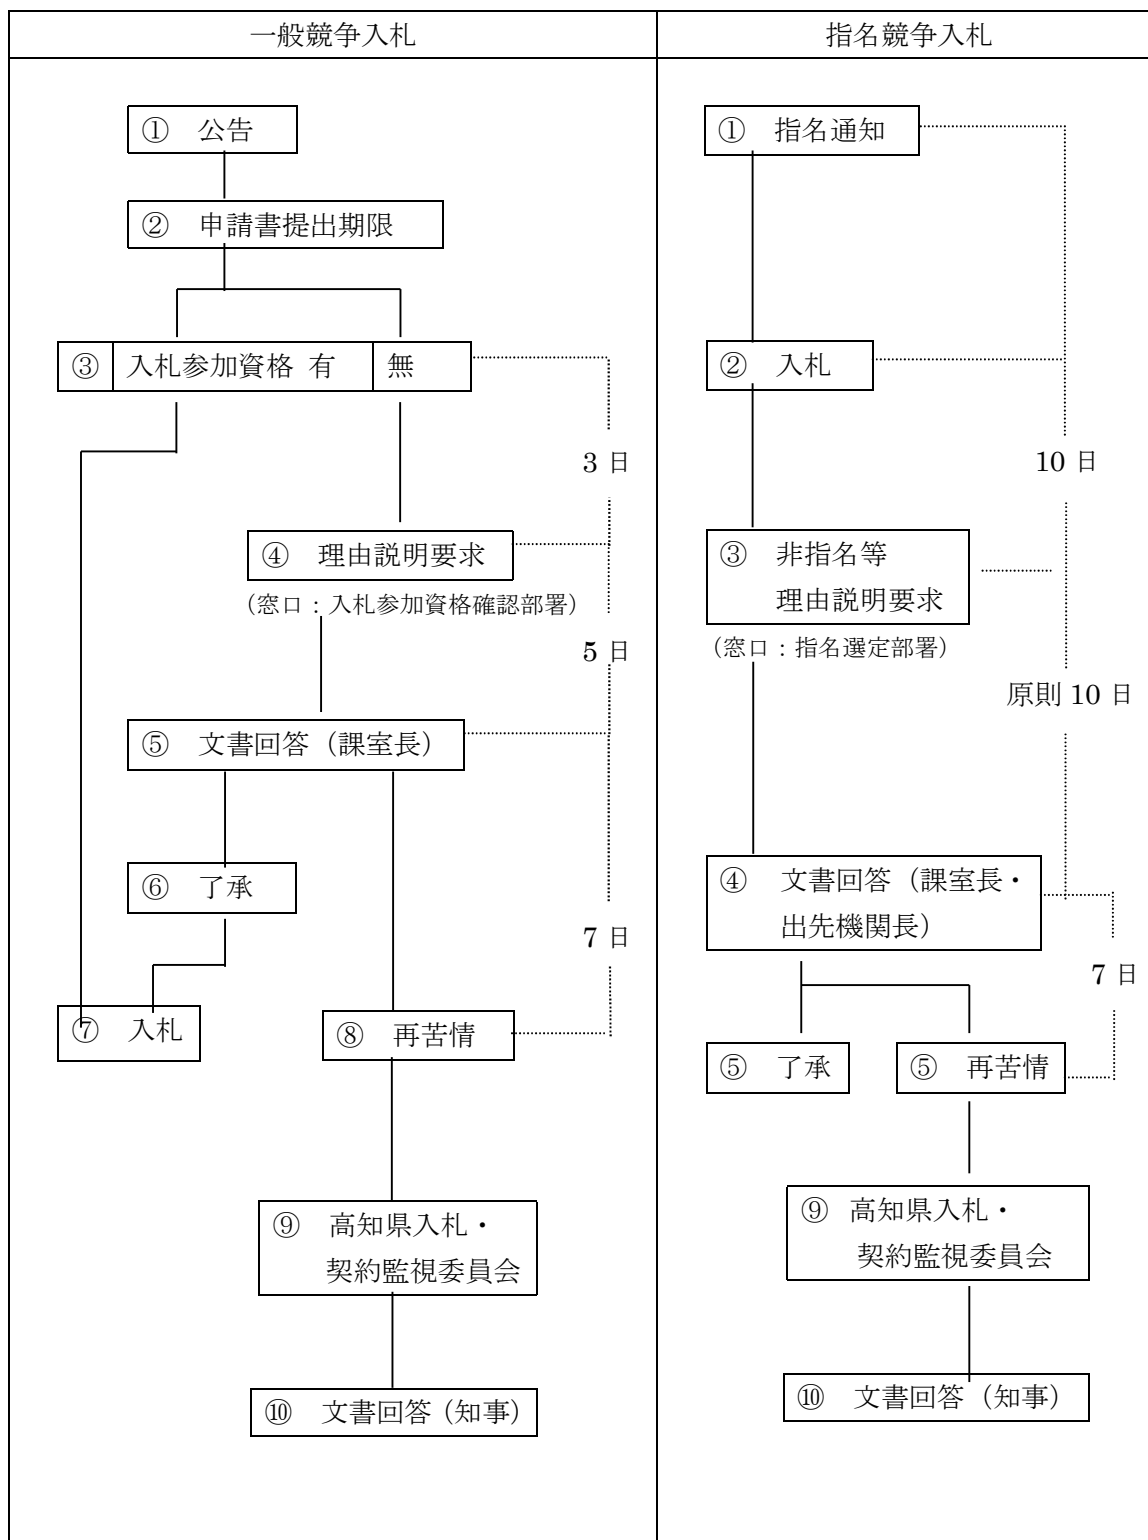 一般競争入札
① 公告
② 申請書提出期限
③ 入札参加資格 有 無
3 日
④ 理由説明要求
（窓口：入札参加資格確認部署）
5 日
⑤ 文書回答（課室長）
⑥ 了承
7 日
⑦ 入札
⑧ 再苦情
⑨ 高知県入札・
契約監視委員会
⑩ 文書回答（知事）
指名競争入札
① 指名通知
② 入札
10 日
③ 非指名等
理由説明要求
（窓口：指名選定部署）
原則 10 日
④ 文書回答（課室長・
出先機関長）
7 日
⑤ 了承
⑤ 再苦情
⑨ 高知県入札・
契約監視委員会
⑩ 文書回答（知事）